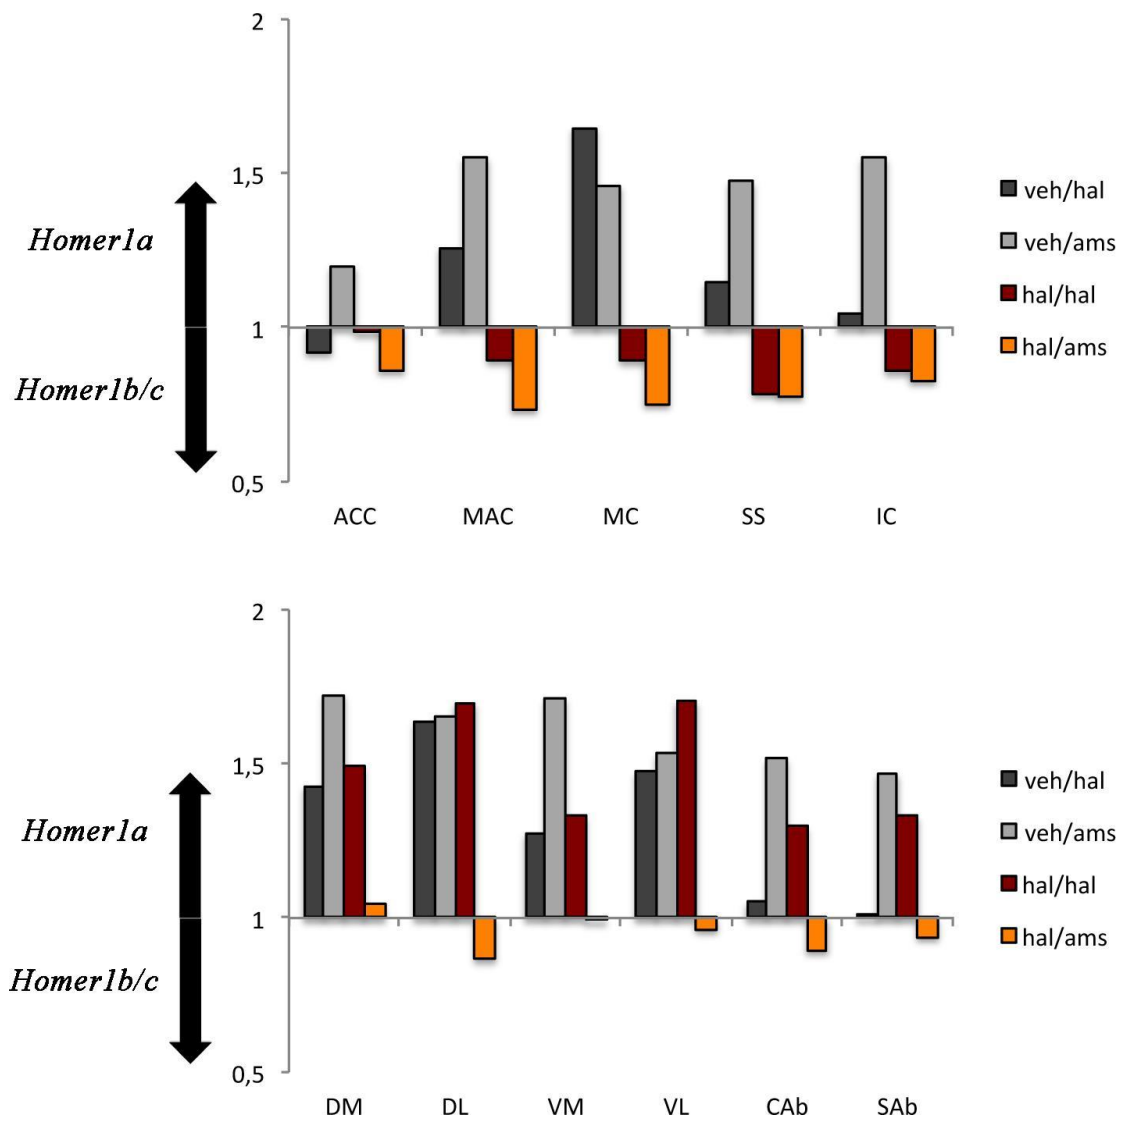 2
1,5
Homer1a
1
Homer1b/c
0,5
ACC MAC MC SS IC
veh/hal
veh/ams
hal/hal
hal/ams
2
1,5
Homer1a
1
Homer1b/c
0,5
DM DL VM VL CAb SAb
veh/hal
veh/ams
hal/hal
hal/ams